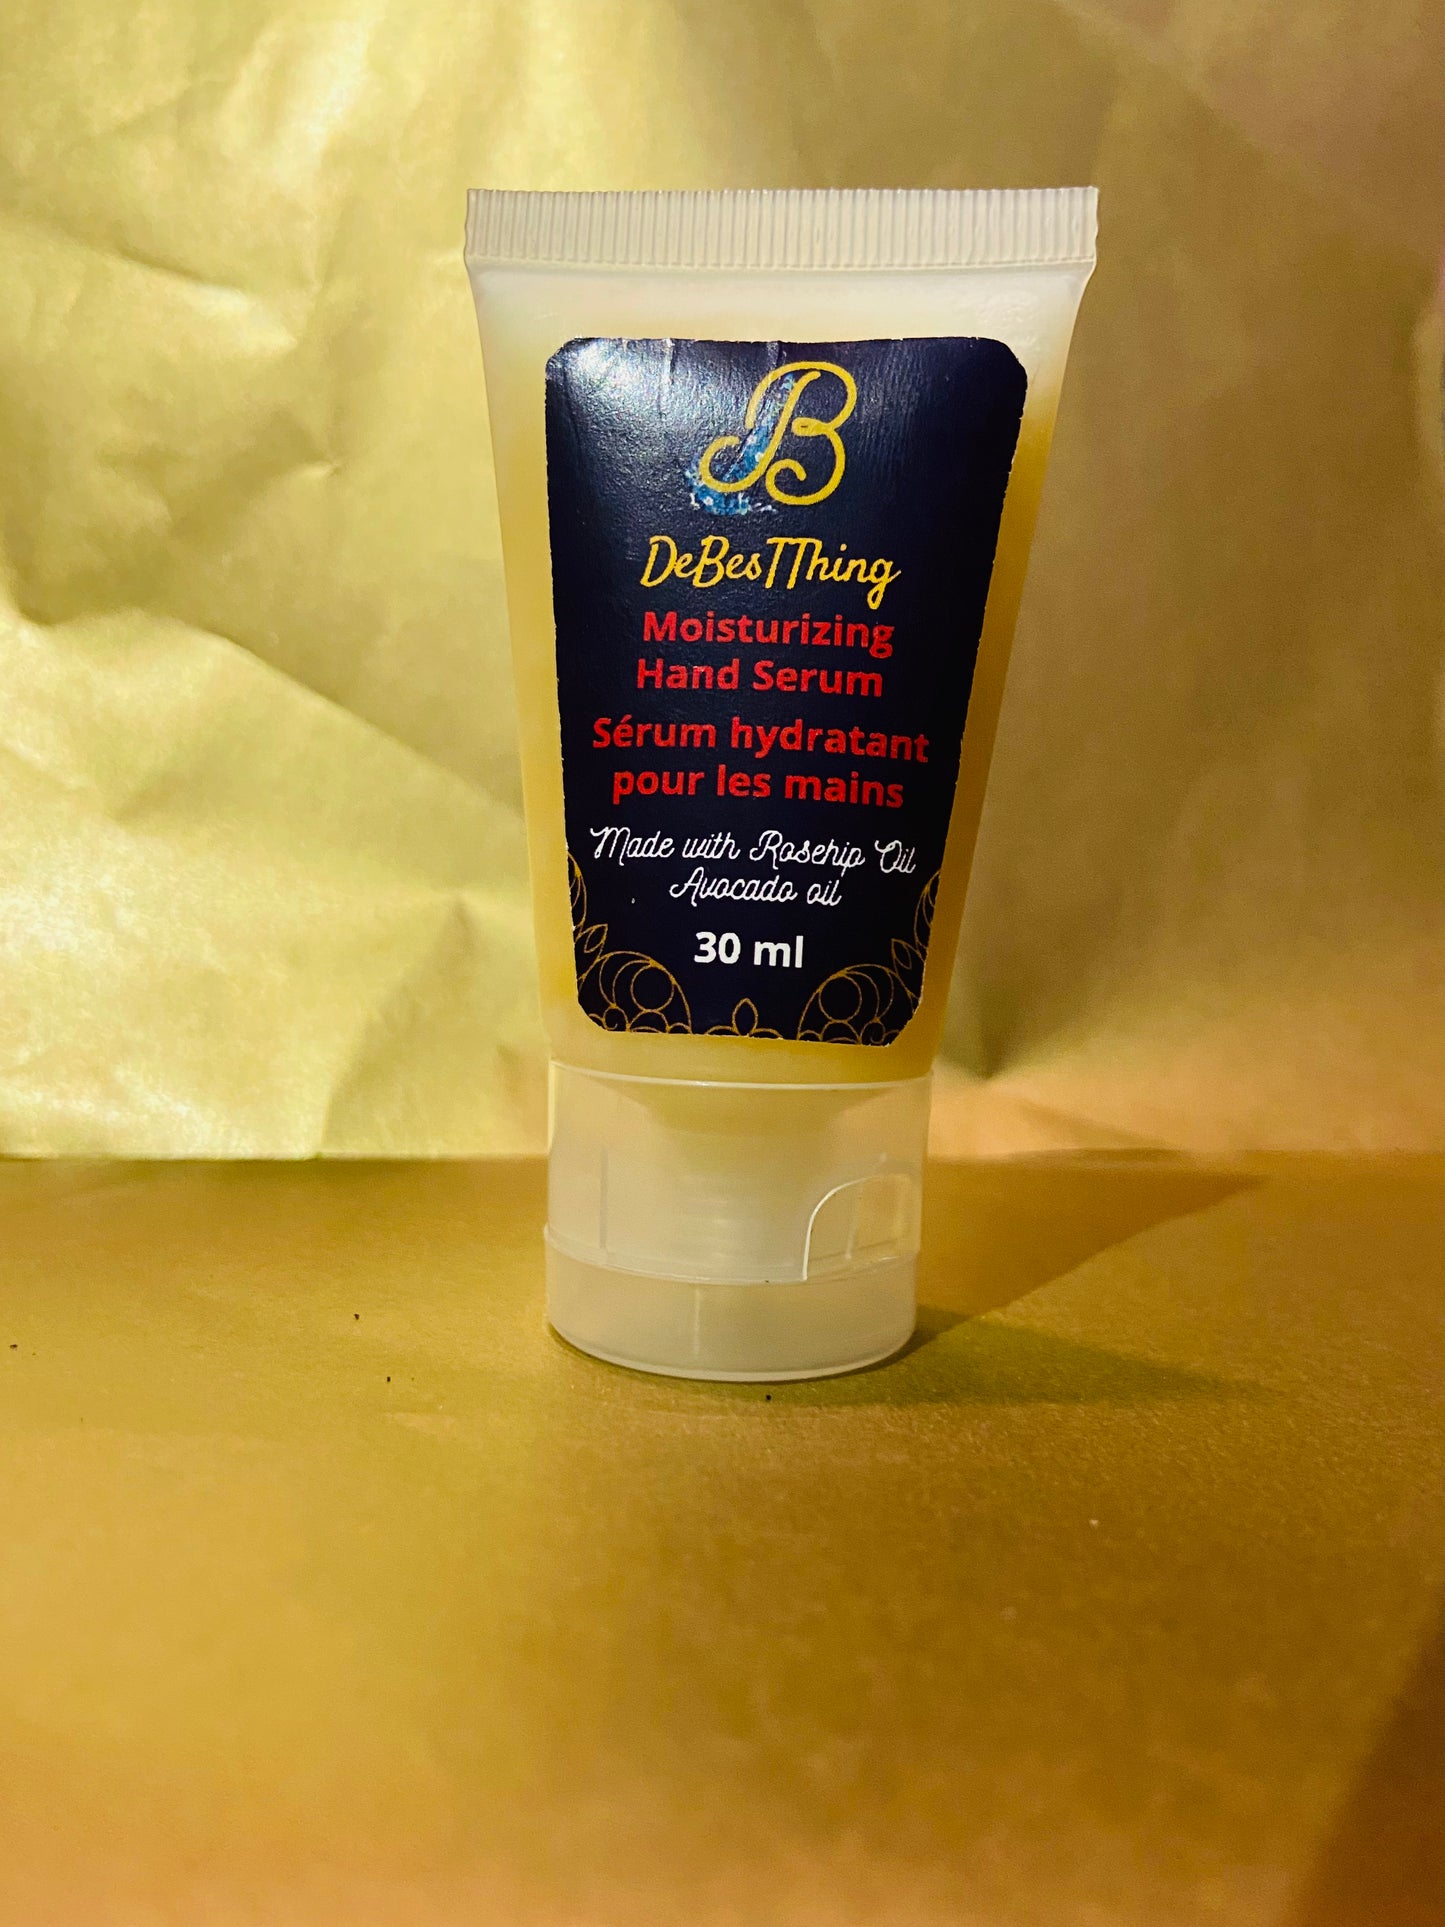 B
DeBesTThing
Moisturizing
Hand Serum
Sérum hydratant
pour les mains
Made with Rosehip Oil
Avocado oil
30 ml